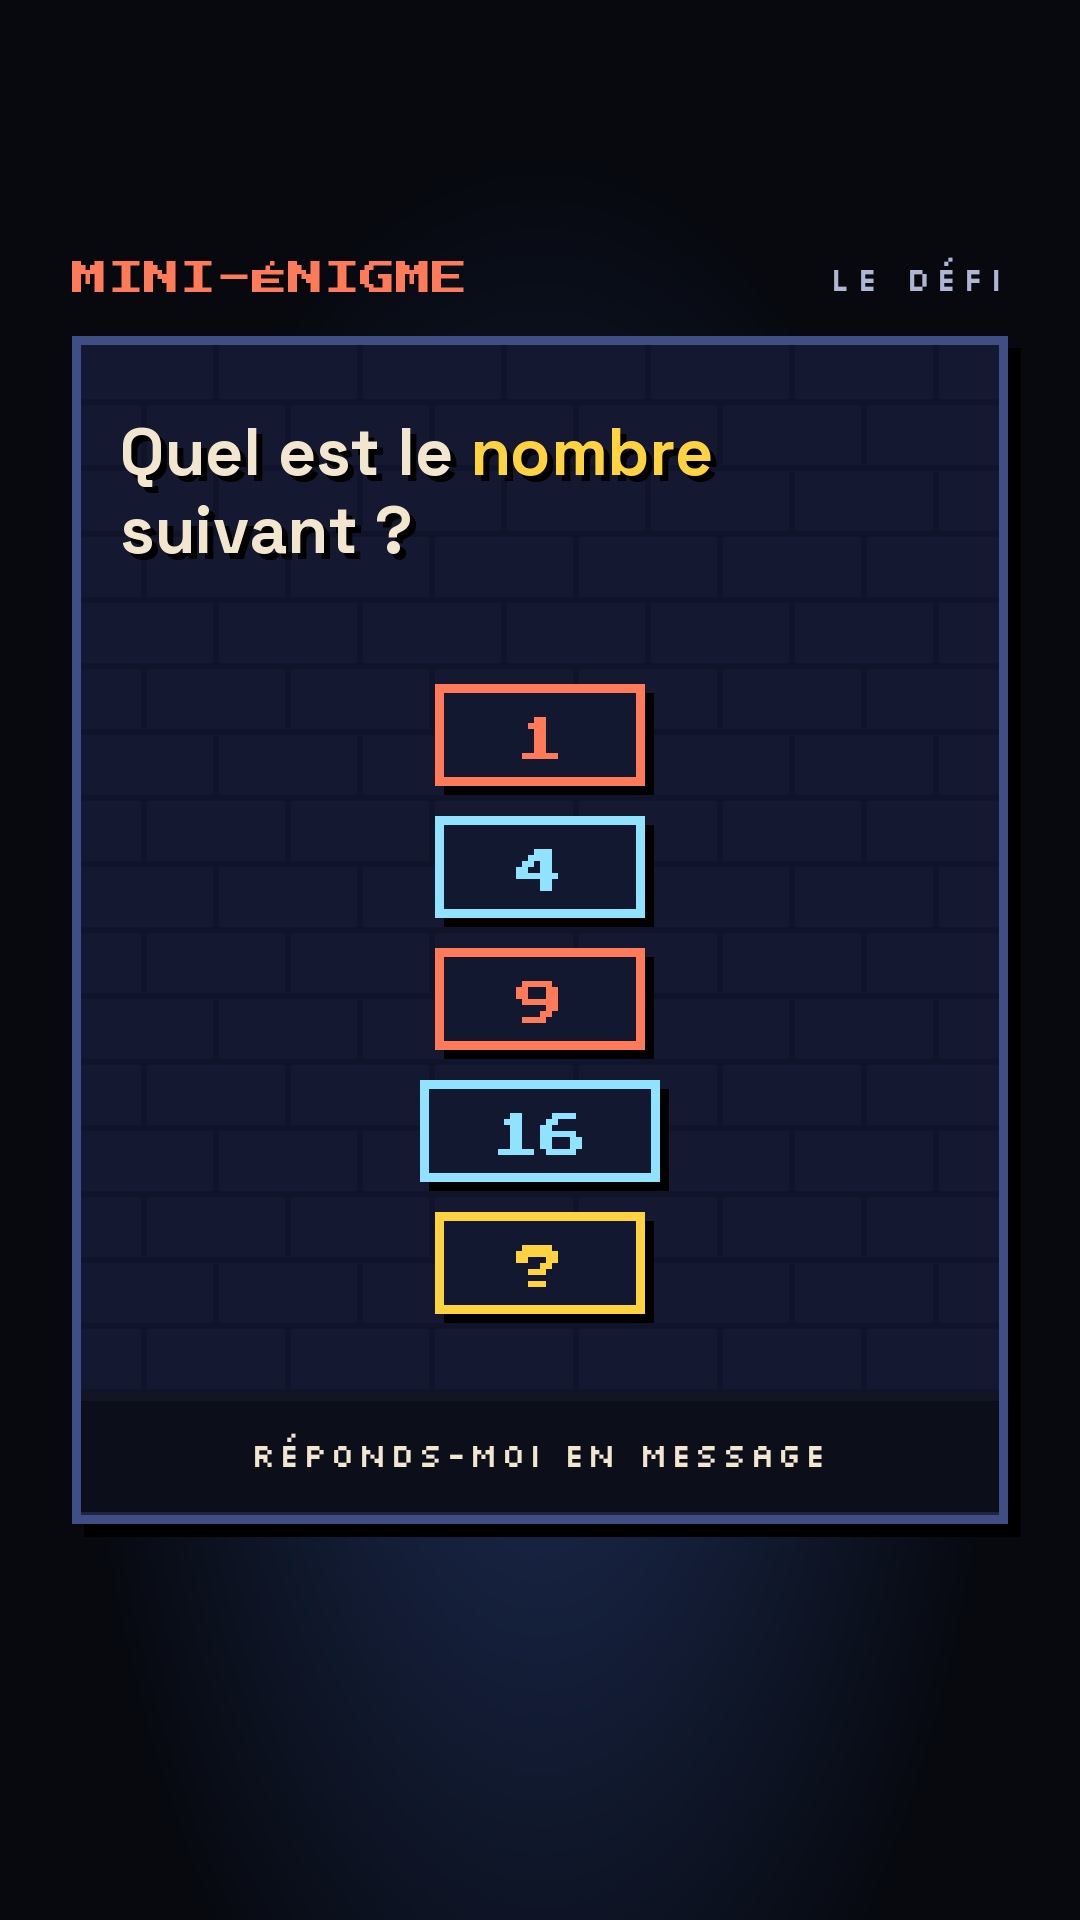 MINI-ÉNIGME
LE DÉFI
Quel est le nombre
suivant ?
1
4
9
16
?
RÉPONDS-MOI EN MESSAGE